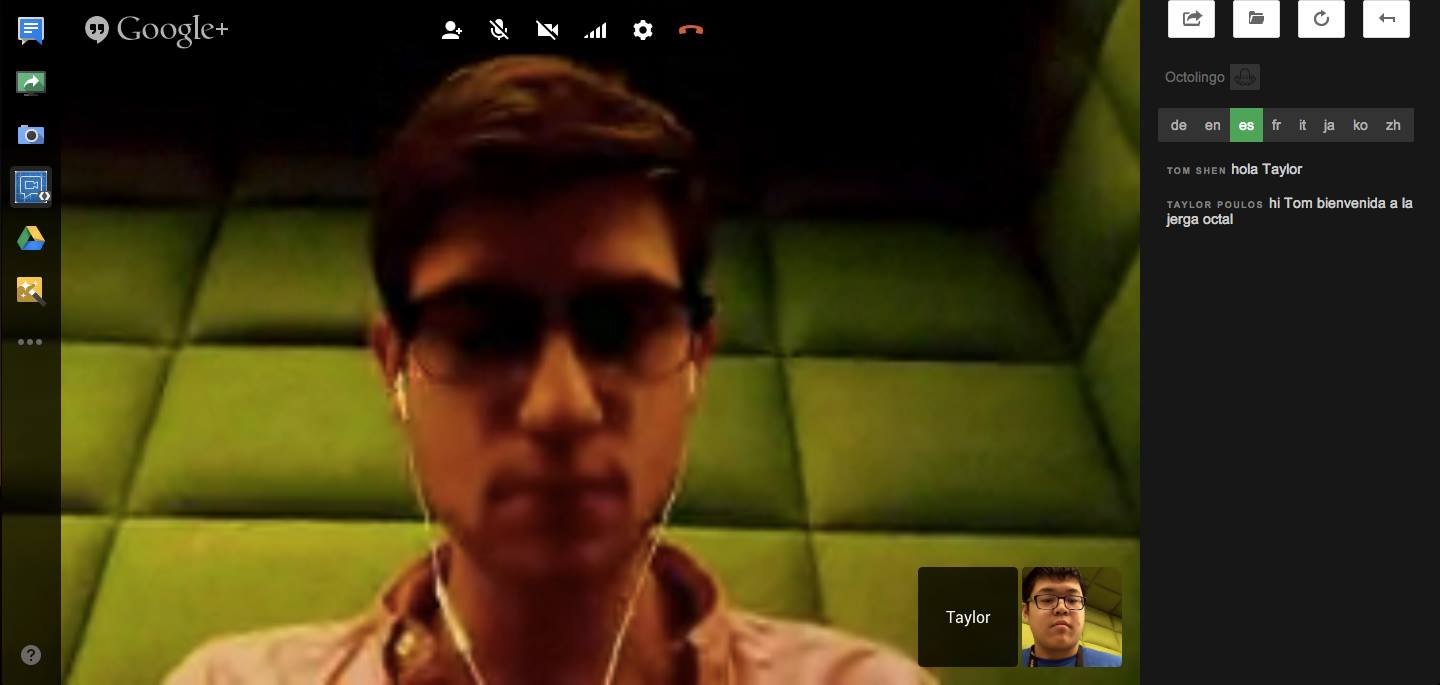 Google+
Octolingo
de en es fr it ja ko zh
TOM SHEN hola Taylor
TAYLOR POULOS hi Tom bienvenida a la
jerga octal
Taylor
?